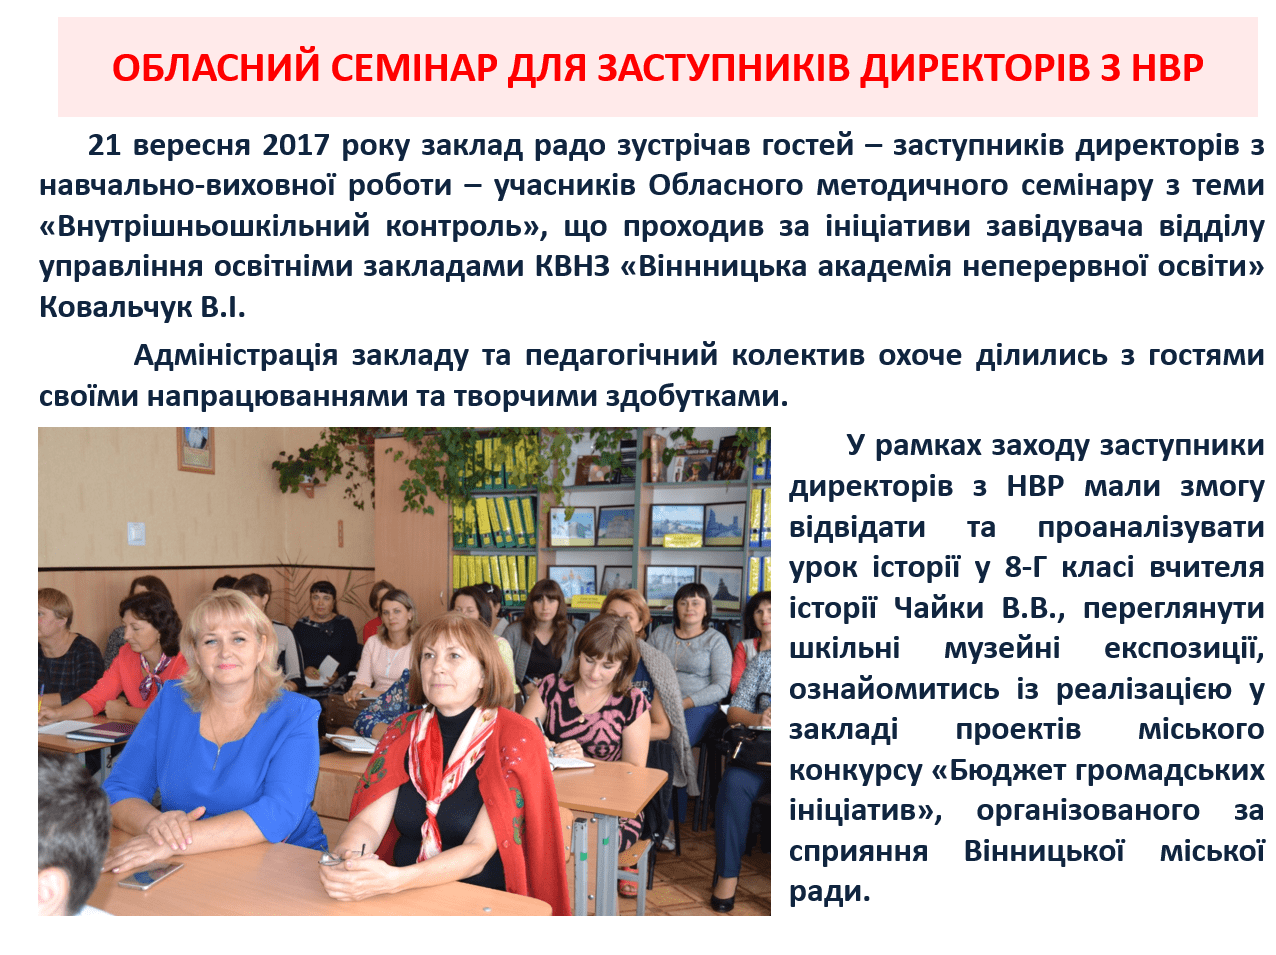 ОБЛАСНИЙ СЕМІНАР ДЛЯ ЗАСТУПНИКІВ ДИРЕКТОРІВ З НВР
21 вересня 2017 року заклад радо зустрічав гостей – заступників директорів з
навчально-виховної роботи – учасників Обласного методичного семінару з теми
«Внутрішньошкільний контроль», що проходив за ініціативи завідувача відділу
управління освітніми закладами КВНЗ «Віннницька академія неперервної освіти»
Ковальчук В.І.
Адміністрація закладу та педагогічний колектив охоче ділились з гостями
своїми напрацюваннями та творчими здобутками.
У рамках заходу заступники
директорів з НВР мали змогу
відвідати та проаналізувати
урок історії у 8-Г класі вчителя
історії Чайки В.В., переглянути
шкільні музейні експозиції,
ознайомитись із реалізацією у
закладі проектів міського
конкурсу «Бюджет громадських
ініціатив», організованого за
сприяння Вінницької міської
ради.